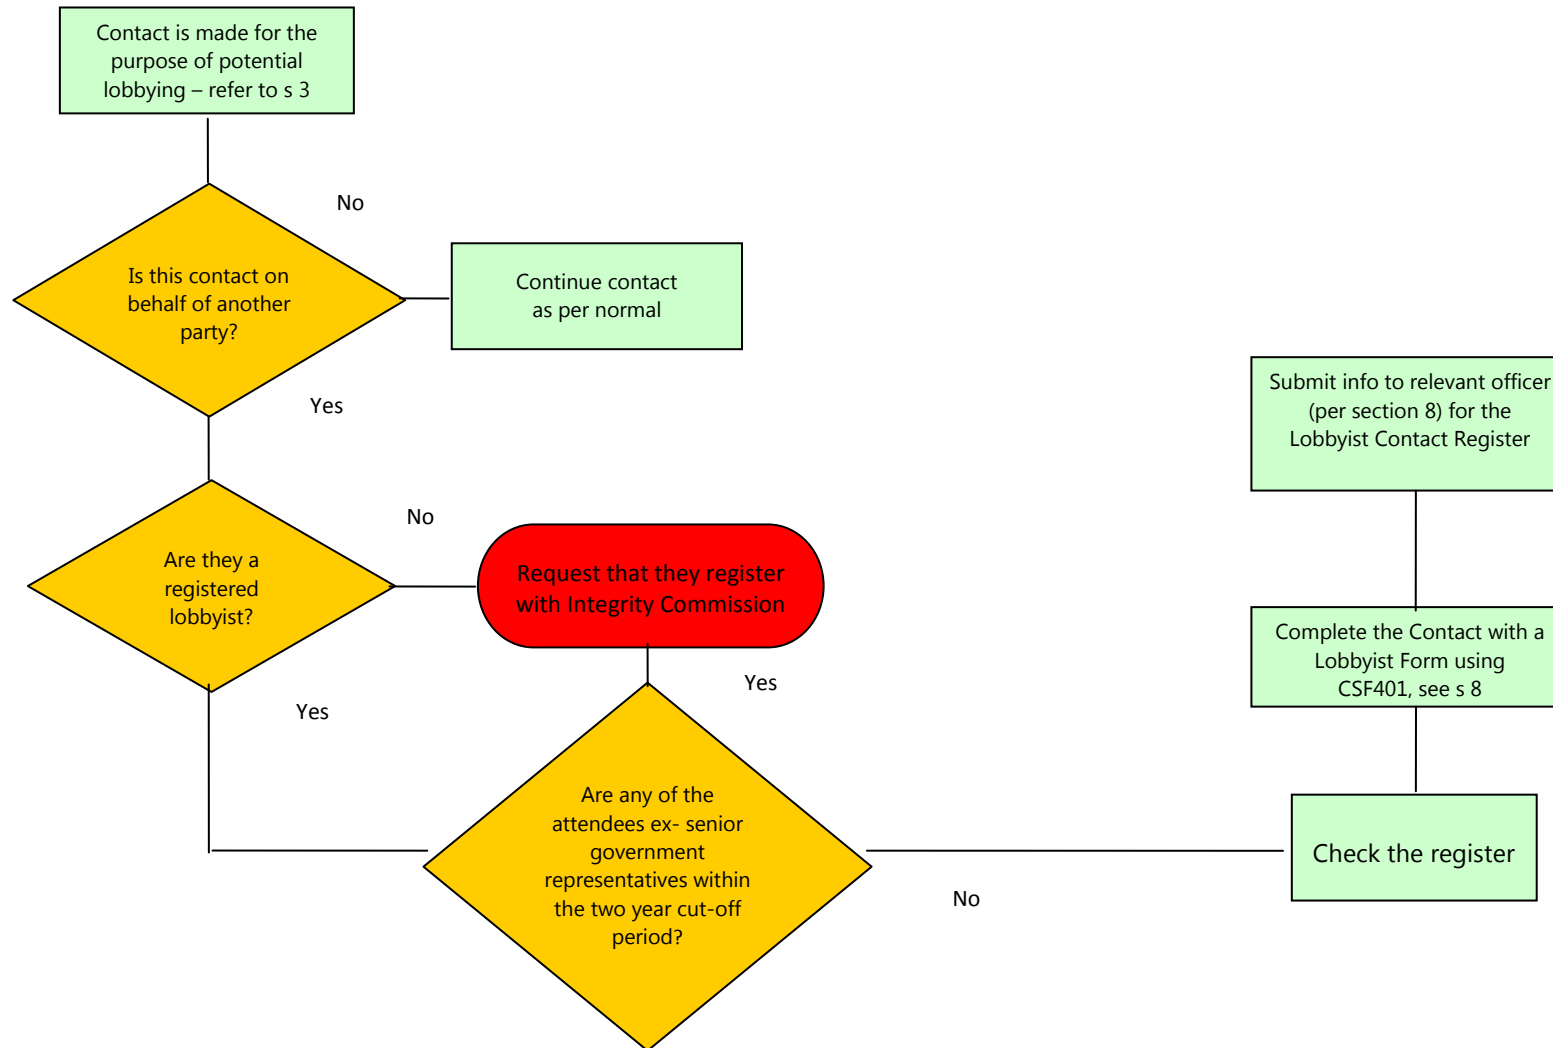 Contact is made for the
purpose of potential
lobbying – refer to s 3
No
Is this contact on
behalf of another
party?
Continue contact
as per normal
Yes
Submit info to relevant officer
(per section 8) for the
Lobbyist Contact Register
No
Are they a
registered
lobbyist?
Request that they register
with Integrity Commission
Yes
Yes
Complete the Contact with a
Lobbyist Form using
CSF401, see s 8
Are any of the
attendees ex- senior
government
representatives within
the two year cut-off
period?
No
Check the register